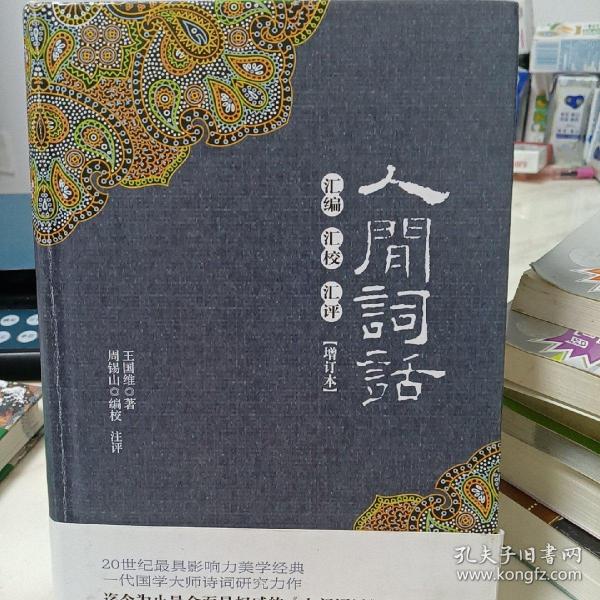 人間詞話
汇编 汇校 汇评
【增订本】
王国维◎著
周锡山◎编校 注评
20世纪最具影响力美学经典
一代国学大师诗词研究力作
孔夫子旧书网
www.kongfz.com